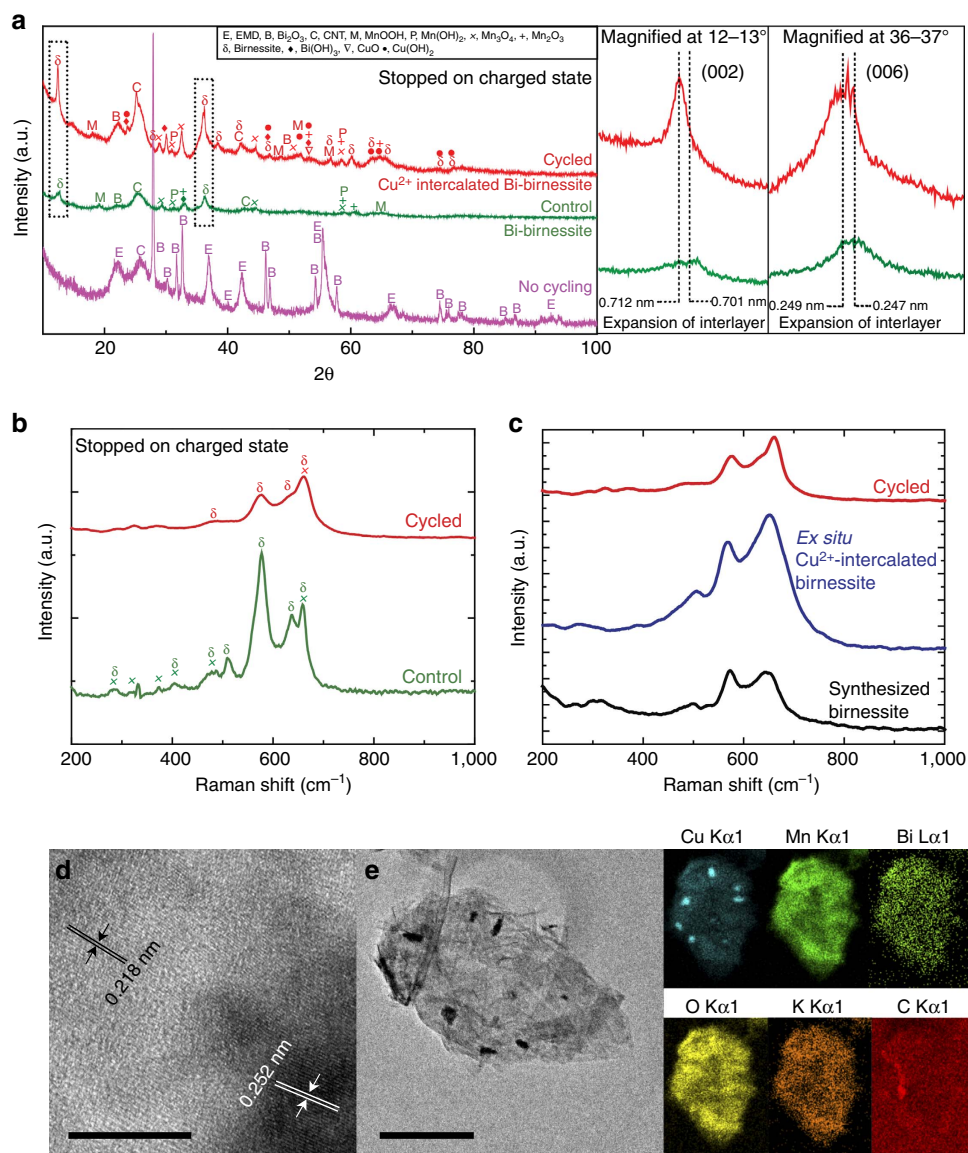 a
E, EMD, B, Bi₂O₃, C, CNT, M, MnOOH, P, Mn(OH)₂, ×, Mn₃O₄, +, Mn₂O₃
δ, Birnessite, ♦, Bi(OH)₃, ∇, CuO ●, Cu(OH)₂
Stopped on charged state
Magnified at 12–13°
(002)
Magnified at 36–37°
(006)
Cycled
Cu²⁺ intercalated Bi-birnessite
Control
Bi-birnessite
No cycling
Intensity (a.u.)
δ M B ● ♦ C δ × ♦ P + × × δ δ δ C × ● ♦ δ M B × M ● + ♦ ∇ δ M P + × δ δ + ● ● δ ● δ ● δ
δ M B C × P × + ♦ δ C × P × + + M
E C B B B B E E B E B B E B B E B B B B B E
0.712 nm
0.701 nm
Expansion of interlayer
0.249 nm
0.247 nm
Expansion of interlayer
20 40 60 80 100
2θ
b
Stopped on charged state
δ δ δ δ ×
Cycled
δ × × × δ × δ × δ δ δ δ ×
Control
Intensity (a.u.)
200 400 600 800 1,000
Raman shift (cm⁻¹)
c
Cycled
Ex situ
Cu²⁺-intercalated
birnessite
Synthesized
birnessite
Intensity (a.u.)
200 400 600 800 1,000
Raman shift (cm⁻¹)
d
0.218 nm
0.252 nm
e
Cu Kα1 Mn Kα1 Bi Lα1
O Kα1 K Kα1 C Kα1